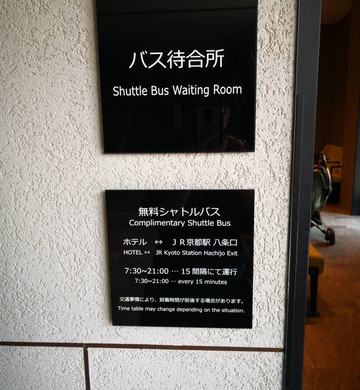 バス待合所
Shuttle Bus Waiting Room
無料シャトルバス
Complimentary Shuttle Bus
ホテル ↔ ＪＲ京都駅 八条口
HOTEL ↔ JR Kyoto Station Hachijo Exit
7:30~21:00 … 15間隔にて運行
7:30~21:00 … every 15 minutes
交通事情により、到着時間が前後する場合があります。
Time table may change depending on the situation.